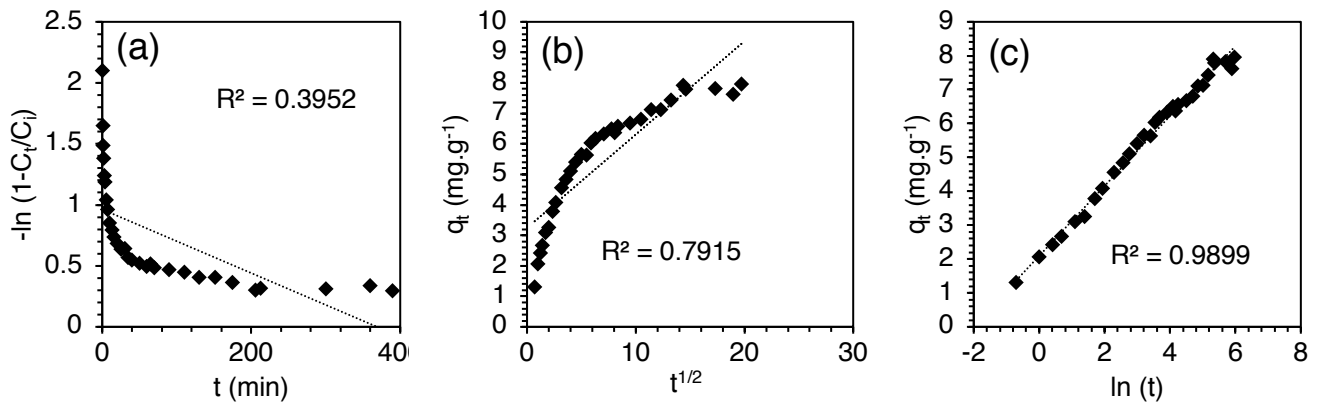 (a)
2.5
2
1.5
1
0.5
0
-ln (1-Cₜ/Cᵢ)
R² = 0.3952
0 200 40
t (min)
(b)
10
9
8
7
6
5
4
3
2
1
0
qₜ (mg.g⁻¹)
R² = 0.7915
0 10 20 30
t¹ᐟ²
(c)
9
8
7
6
5
4
3
2
1
0
qₜ (mg.g⁻¹)
R² = 0.9899
-2 0 2 4 6 8
ln (t)